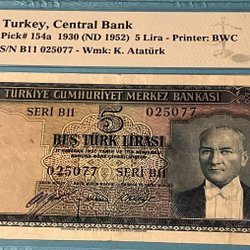 Turkey, Central Bank
Pick# 154a 1930 (ND 1952) 5 Lira - Printer: BWC
S/N B11 025077 - Wmk: K. Atatürk
TÜRKİYE CUMHURİYET MERKEZ BANKASI
SERİ B11 5 025077
BEŞ TÜRK LİRASI
025077 SERİ B11